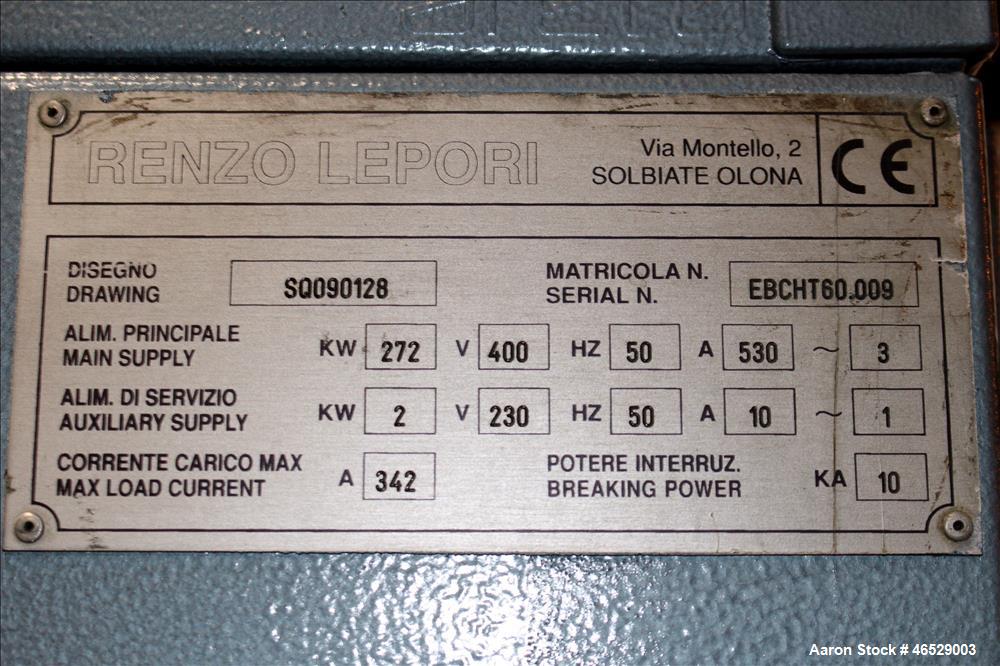 RENZO LEPORI
Via Montello, 2
SOLBIATE OLONA
CE
DISEGNO
DRAWING
SQ090128
MATRICOLA N.
SERIAL N.
EBCHT60.009
ALIM. PRINCIPALE
MAIN SUPPLY
KW 272 V 400 HZ 50 A 530 ~ 3
ALIM. DI SERVIZIO
AUXILIARY SUPPLY
KW 2 V 230 HZ 50 A 10 ~ 1
CORRENTE CARICO MAX
MAX LOAD CURRENT
A 342
POTERE INTERRUZ.
BREAKING POWER
KA 10
Aaron Stock # 46529003